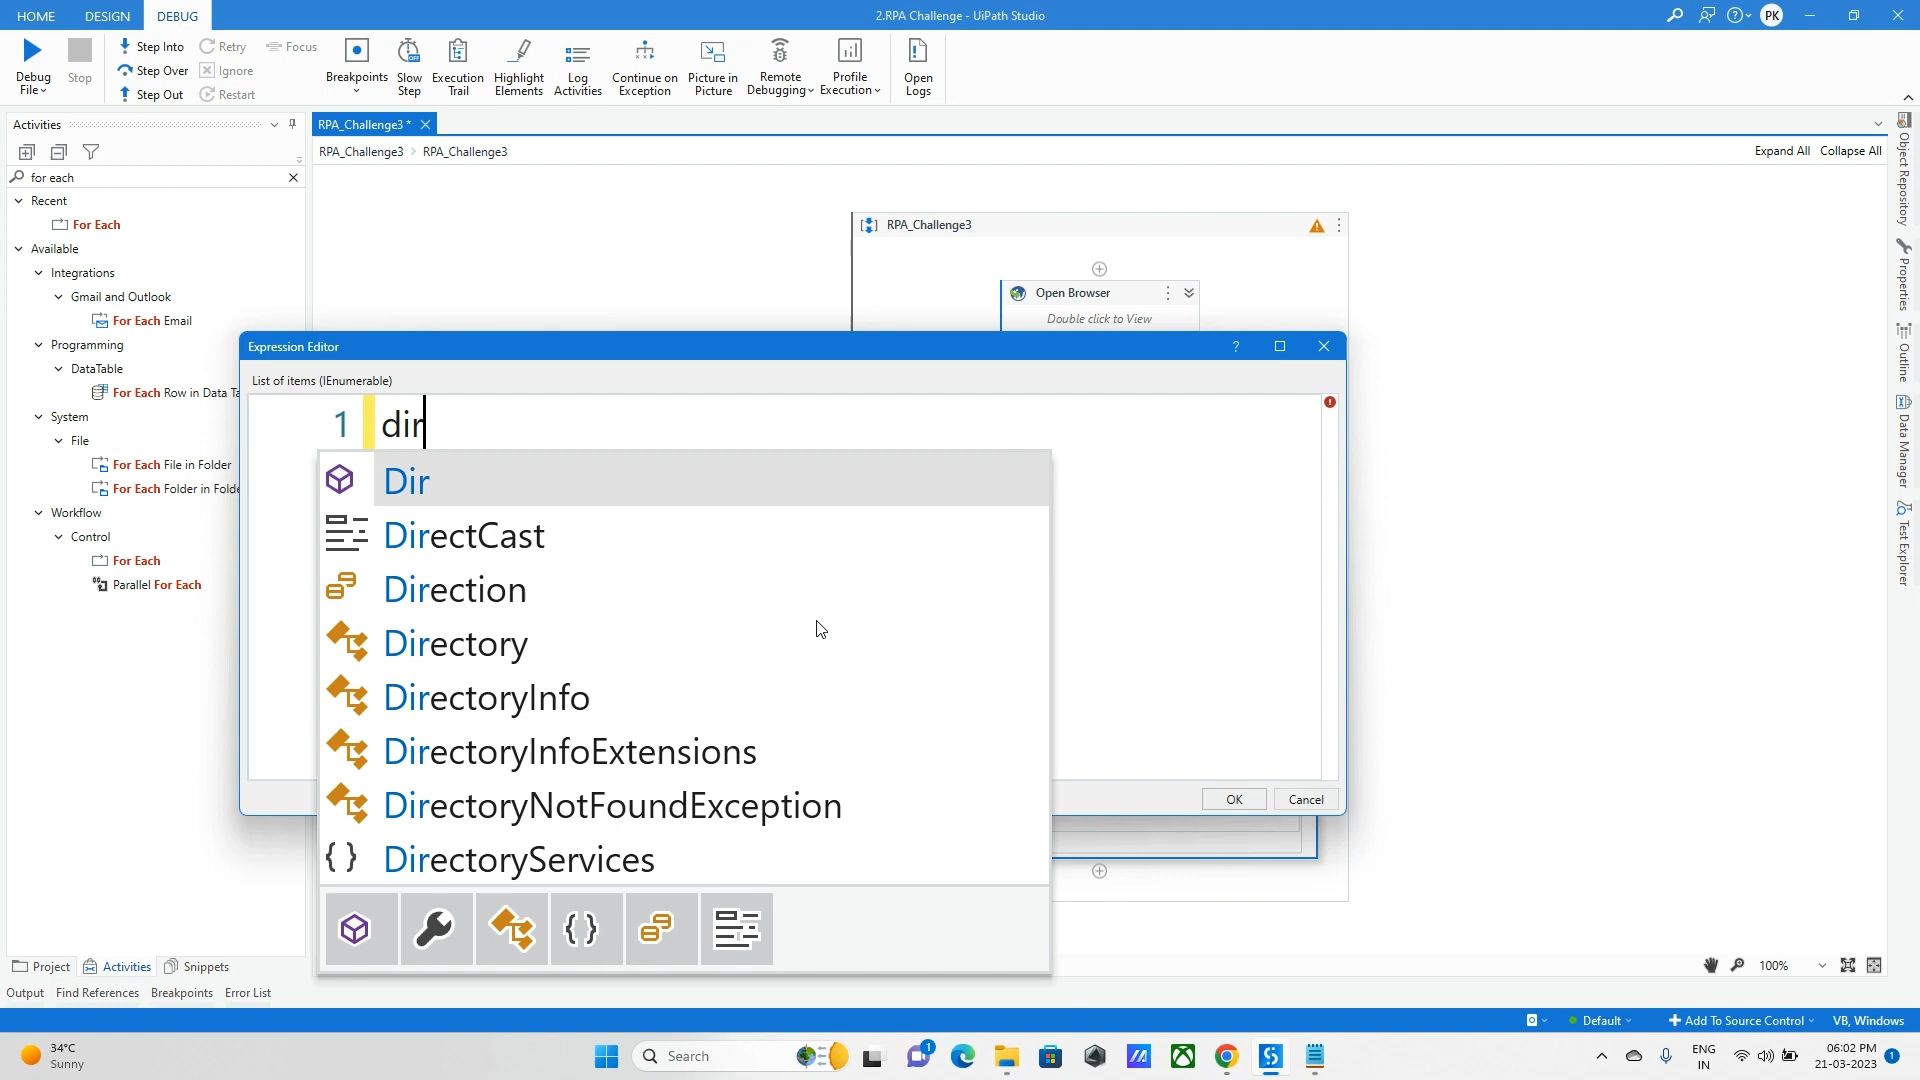 HOME DESIGN DEBUG
2.RPA Challenge - UiPath Studio
PK
Debug File
Stop
Step Into
Step Over
Step Out
Retry
Ignore
Restart
Focus
Breakpoints
Slow Step
Execution Trail
Highlight Elements
Log Activities
Continue on Exception
Picture in Picture
Remote Debugging
Profile Execution
Open Logs
Activities
RPA_Challenge3 *
RPA_Challenge3 RPA_Challenge3
Expand All Collapse All
for each
Recent
For Each
Available
Integrations
Gmail and Outlook
For Each Email
Programming
DataTable
For Each Row in Data Ta
System
File
For Each File in Folder
For Each Folder in Folde
Workflow
Control
For Each
Parallel For Each
RPA_Challenge3
Open Browser
Double click to View
Expression Editor
?
List of items (IEnumerable)
1 dir
Dir
DirectCast
Direction
Directory
DirectoryInfo
DirectoryInfoExtensions
DirectoryNotFoundException
DirectoryServices
OK Cancel
Object Repository
Properties
Outline
Data Manager
Test Explorer
Project Activities Snippets
100%
Output Find References Breakpoints Error List
Default
Add To Source Control
VB, Windows
34°C
Sunny
Search
1
ENG
IN
06:02 PM
21-03-2023
1